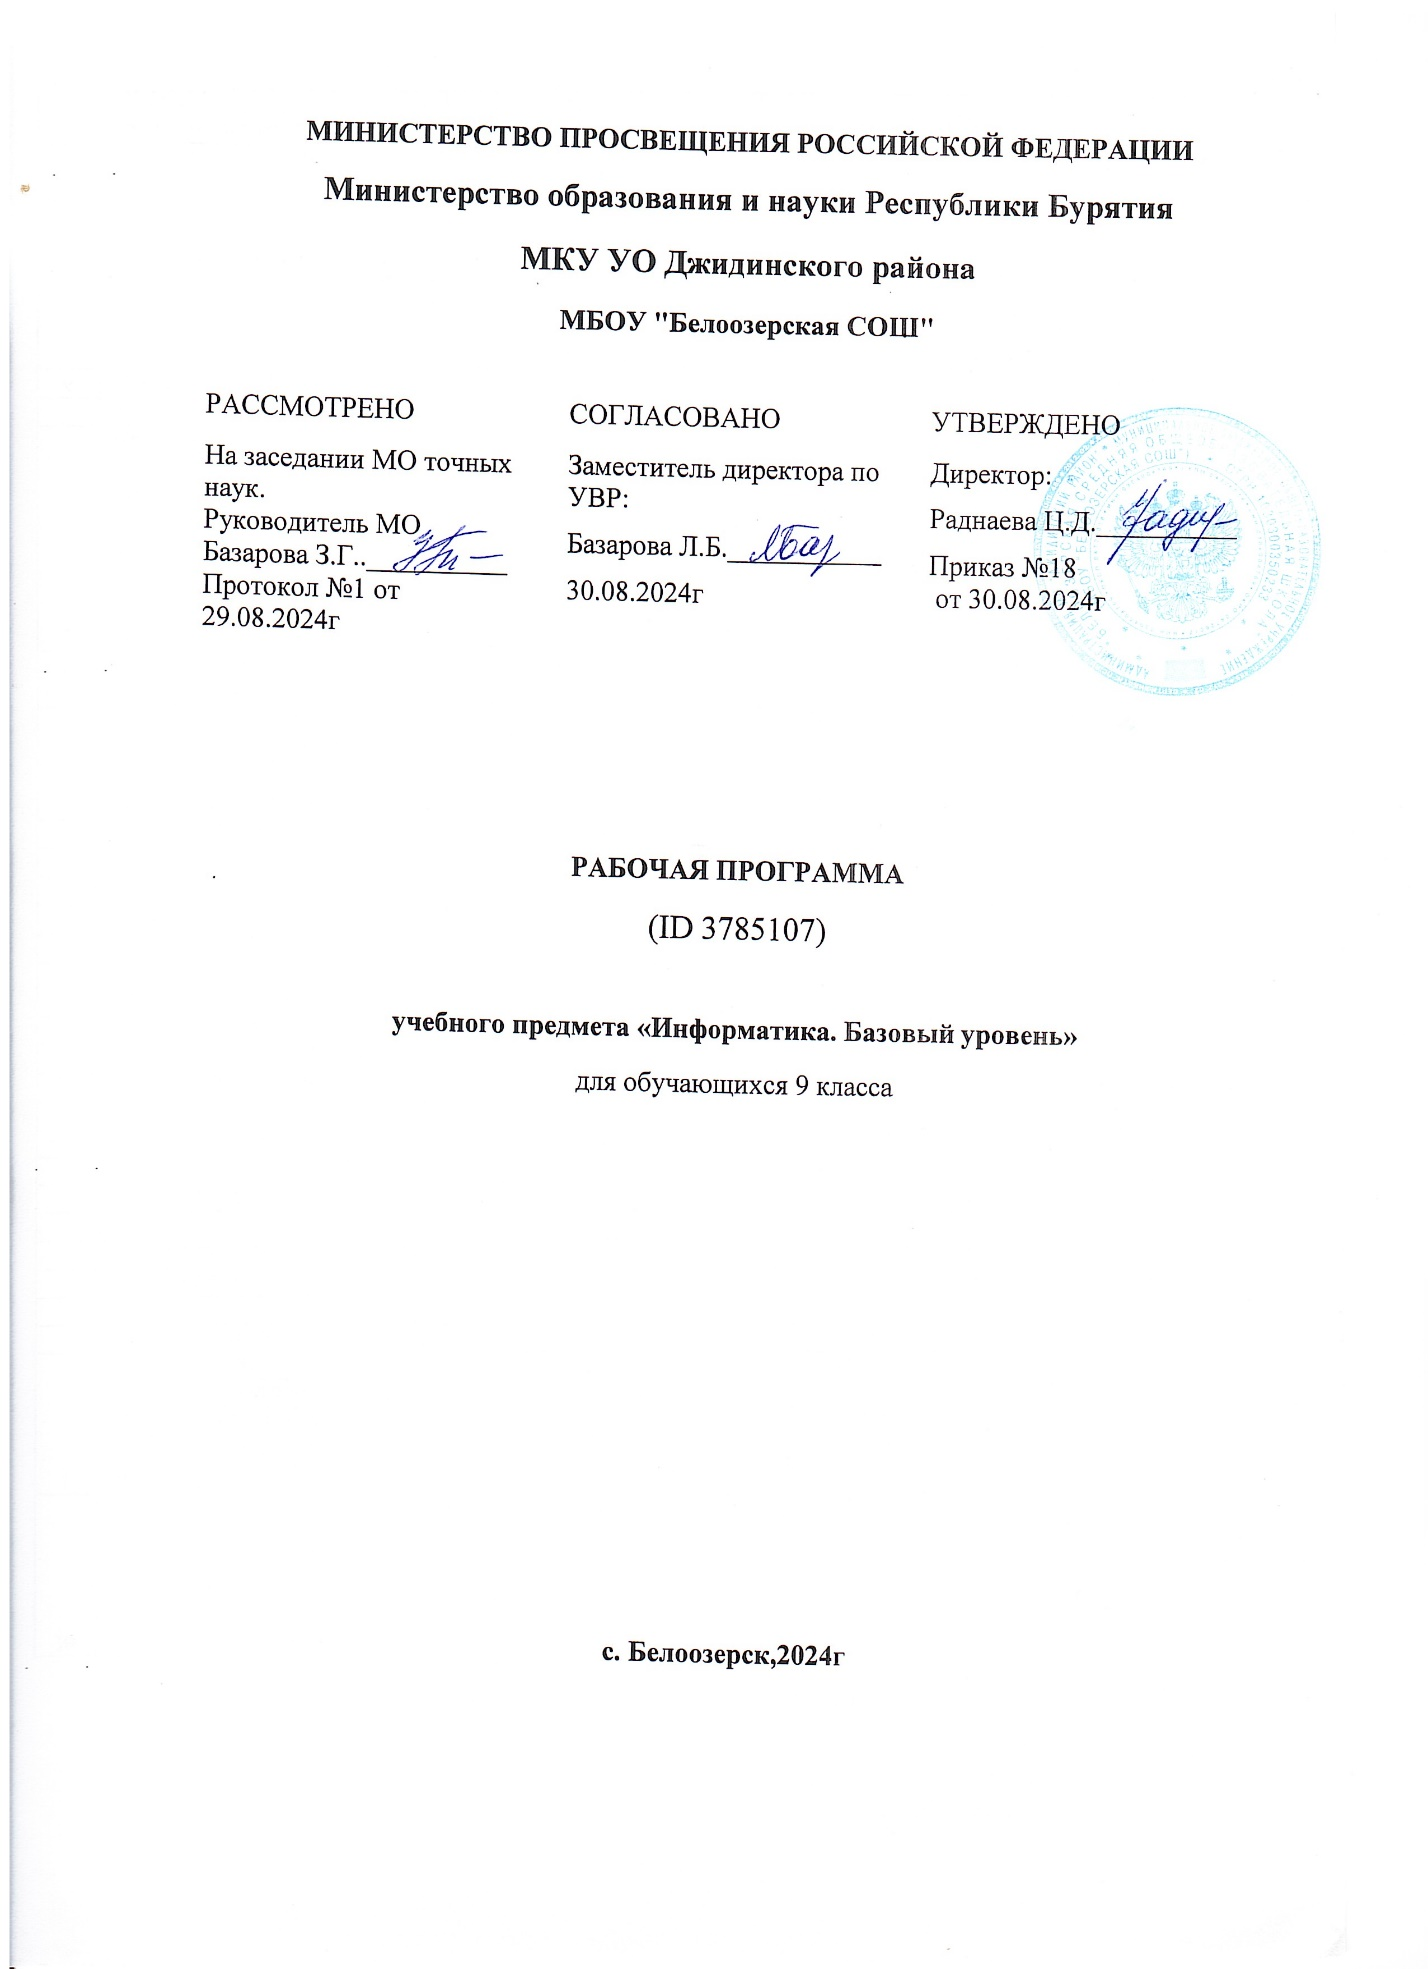 МИНИСТЕРСТВО ПРОСВЕЩЕНИЯ РОССИЙСКОЙ ФЕДЕРАЦИИ
Министерство образования и науки Республики Бурятия
МКУ УО Джидинского района
МБОУ "Белоозерская СОШ"
РАССМОТРЕНО
На заседании МО точных
наук.
Руководитель МО
Базарова З.Г..__________
Протокол №1 от
29.08.2024г
СОГЛАСОВАНО
Заместитель директора по
УВР:
Базарова Л.Б.___________
30.08.2024г
УТВЕРЖДЕНО
Директор:
Раднаева Ц.Д.__________
Приказ №18
от 30.08.2024г
РАБОЧАЯ ПРОГРАММА
(ID 3785107)
учебного предмета «Информатика. Базовый уровень»
для обучающихся 9 класса
с. Белоозерск,2024г